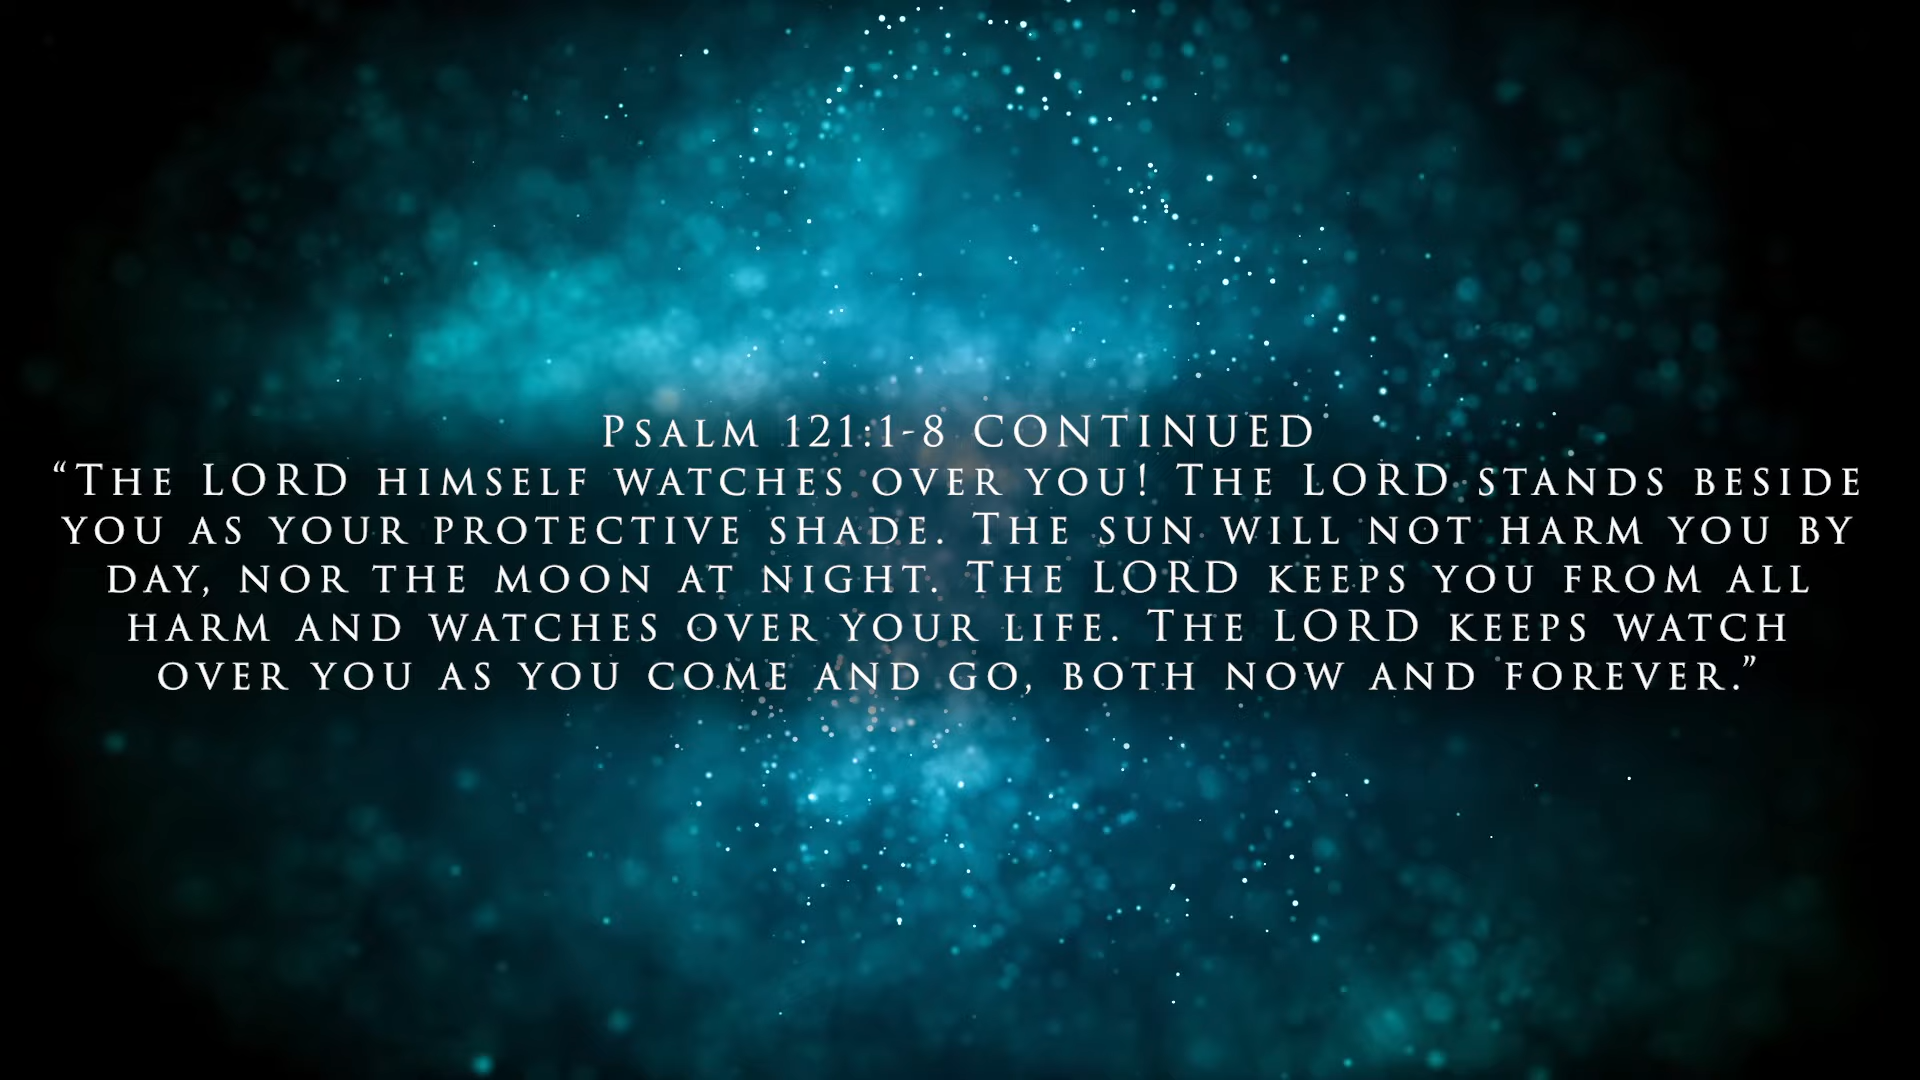 Psalm 121:1-8 CONTINUED
“The LORD himself watches over you! The LORD stands beside
you as your protective shade. The sun will not harm you by
day, nor the moon at night. The LORD keeps you from all
harm and watches over your life. The LORD keeps watch
over you as you come and go, both now and forever.”